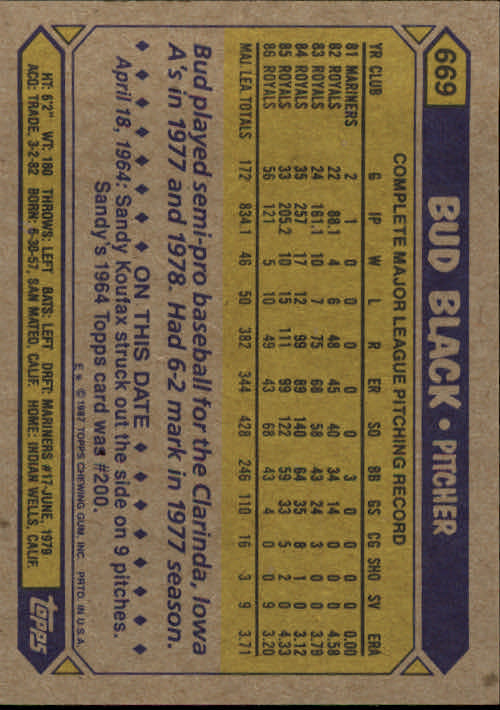 669
BUD BLACK • PITCHER
COMPLETE MAJOR LEAGUE PITCHING RECORD
YR CLUB G IP W L R ER SO BB GS CG SHO SV ERA
81 MARINERS 2 1 0 0 0 0 0 3 0 0 0 0 0.00
82 ROYALS 22 88.1 4 6 48 45 40 34 14 0 0 0 4.58
83 ROYALS 24 161.1 10 7 75 68 58 43 24 3 0 0 3.79
84 ROYALS 35 257 17 12 99 89 140 64 35 8 1 0 3.12
85 ROYALS 33 205.2 10 15 111 99 122 59 33 5 2 0 4.33
86 ROYALS 56 121 5 10 49 43 68 43 4 0 0 9 3.20
MAJ LEA TOTALS 172 834.1 46 50 382 344 428 246 110 16 3 9 3.71
Bud played semi-pro baseball for the Clarinda, Iowa
A's in 1977 and 1978. Had 6-2 mark in 1977 season.
♦ ♦ ♦ ♦ ♦ ♦ ♦ ON THIS DATE ♦ ♦ ♦ ♦ ♦ ♦ ♦
April 18, 1964: Sandy Koufax struck out the side on 9 pitches.
Sandy's 1964 Topps card was #200.
E* © 1987 TOPPS CHEWING GUM, INC. PRTD. IN U.S.A.
HT: 6'2" WT: 180 THROWS: LEFT BATS: LEFT DRFT: MARINERS #17-JUNE, 1979
ACQ: TRADE, 3-2-82 BORN: 6-30-57, SAN MATEO, CALIF. HOME: INDIAN WELLS, CALIF.
TOPPS